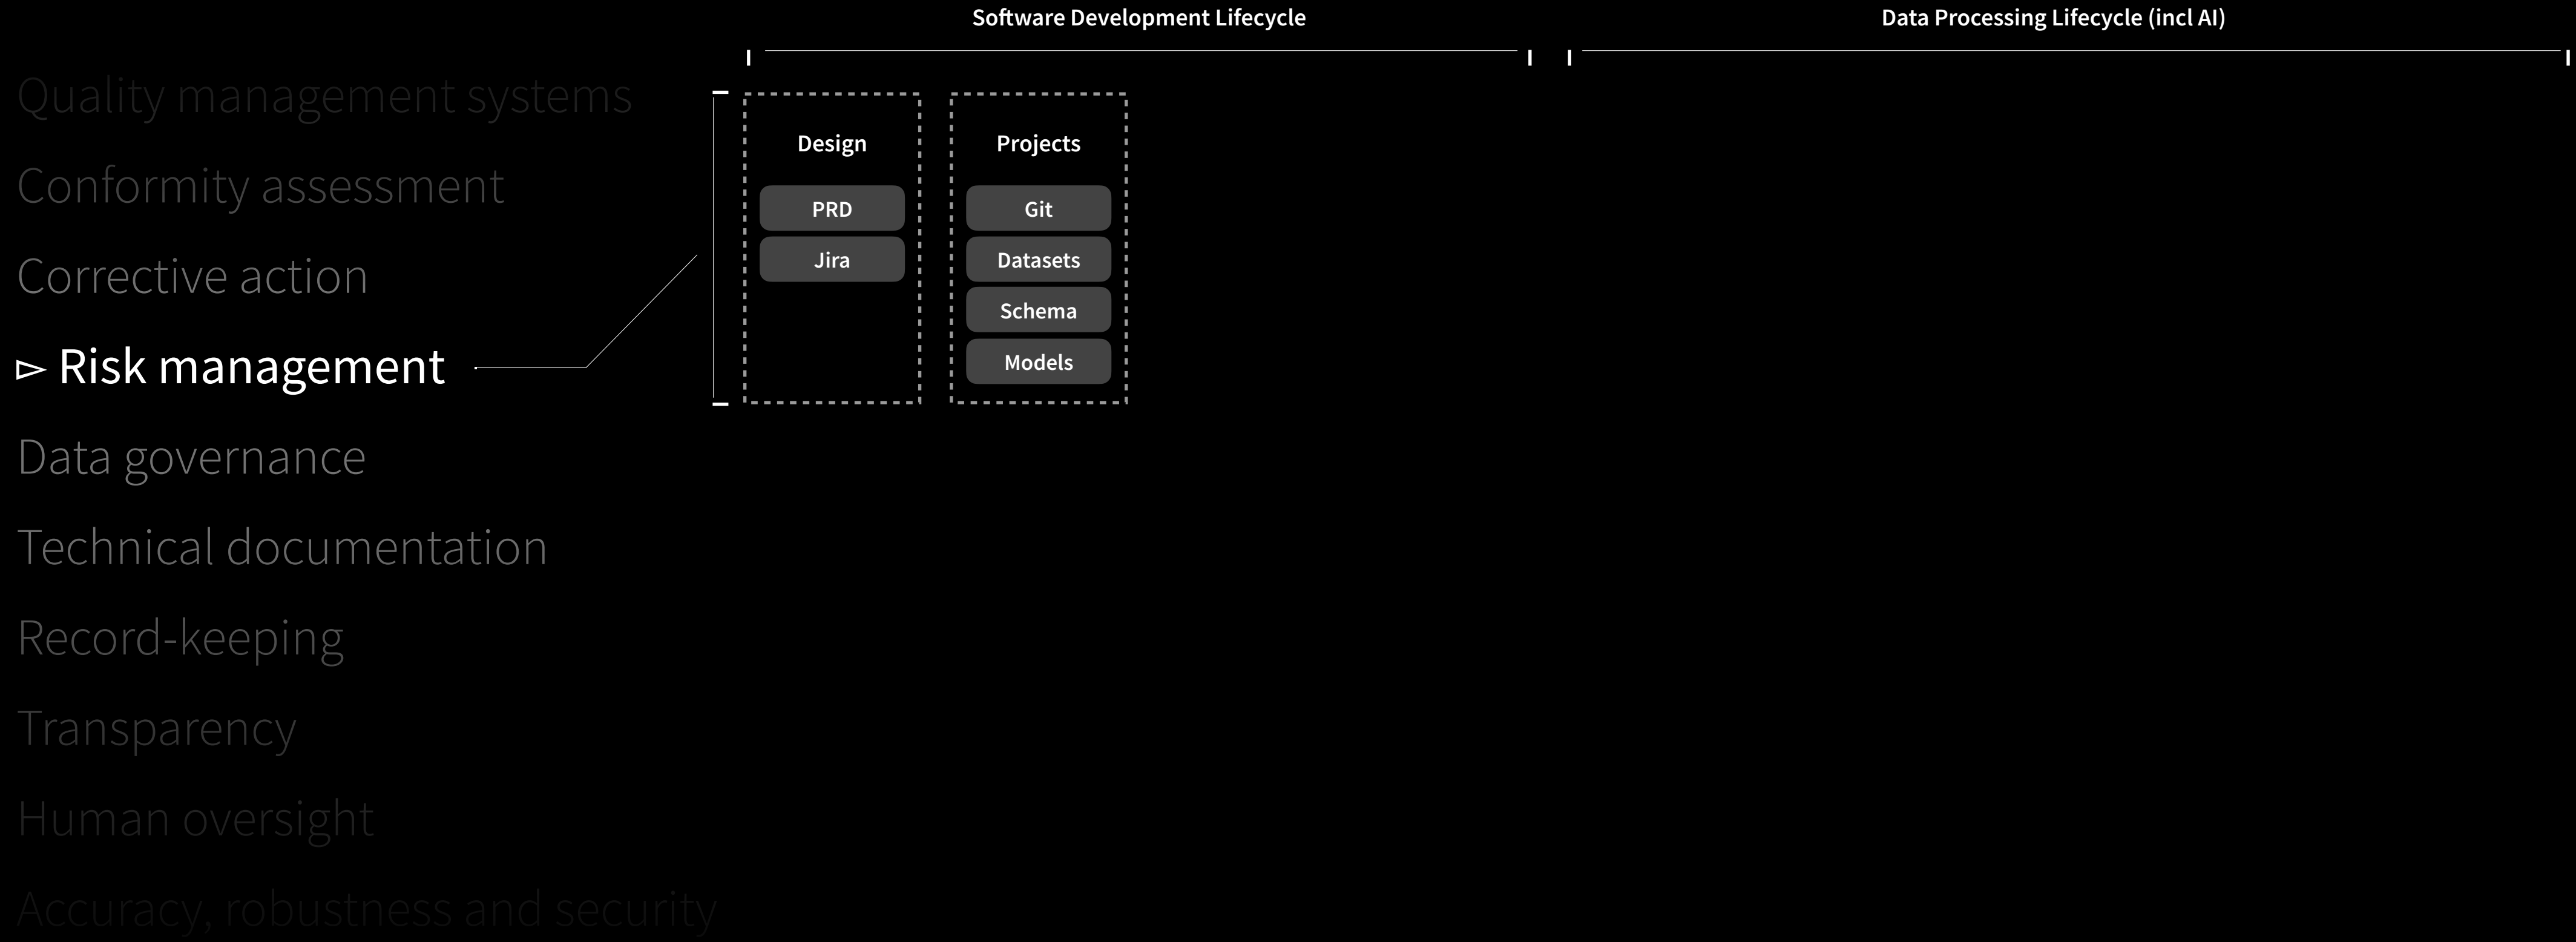 Software Development Lifecycle
Data Processing Lifecycle (incl AI)
Quality management systems
Conformity assessment
Corrective action
Risk management
Data governance
Technical documentation
Record-keeping
Transparency
Human oversight
Accuracy, robustness and security
Design
PRD
Jira
Projects
Git
Datasets
Schema
Models